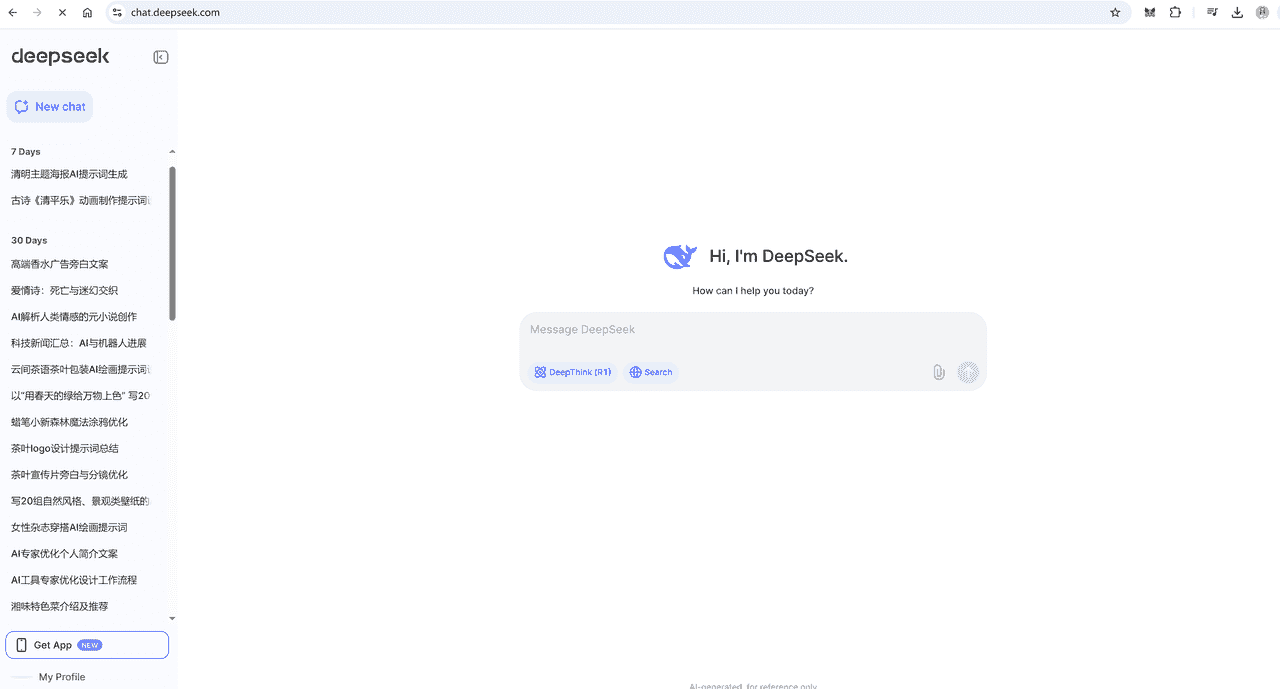 chat.deepseek.com
deepseek
New chat
7 Days
清明主题海报AI提示词生成
古诗《清平乐》动画制作提示词
30 Days
高端香水广告旁白文案
爱情诗：死亡与迷幻交织
AI解析人类情感的元小说创作
科技新闻汇总：AI与机器人进展
云间茶语茶叶包装AI绘画提示词
以"用春天的绿给万物上色" 写20
蜡笔小新森林魔法涂鸦优化
茶叶logo设计提示词总结
茶叶宣传片旁白与分镜优化
写20组自然风格、景观类壁纸的
女性杂志穿搭AI绘画提示词
AI专家优化个人简介文案
AI工具专家优化设计工作流程
湘味特色菜介绍及推荐
Get App NEW
My Profile
Hi, I'm DeepSeek.
How can I help you today?
Message DeepSeek
DeepThink (R1) Search
AI-generated, for reference only